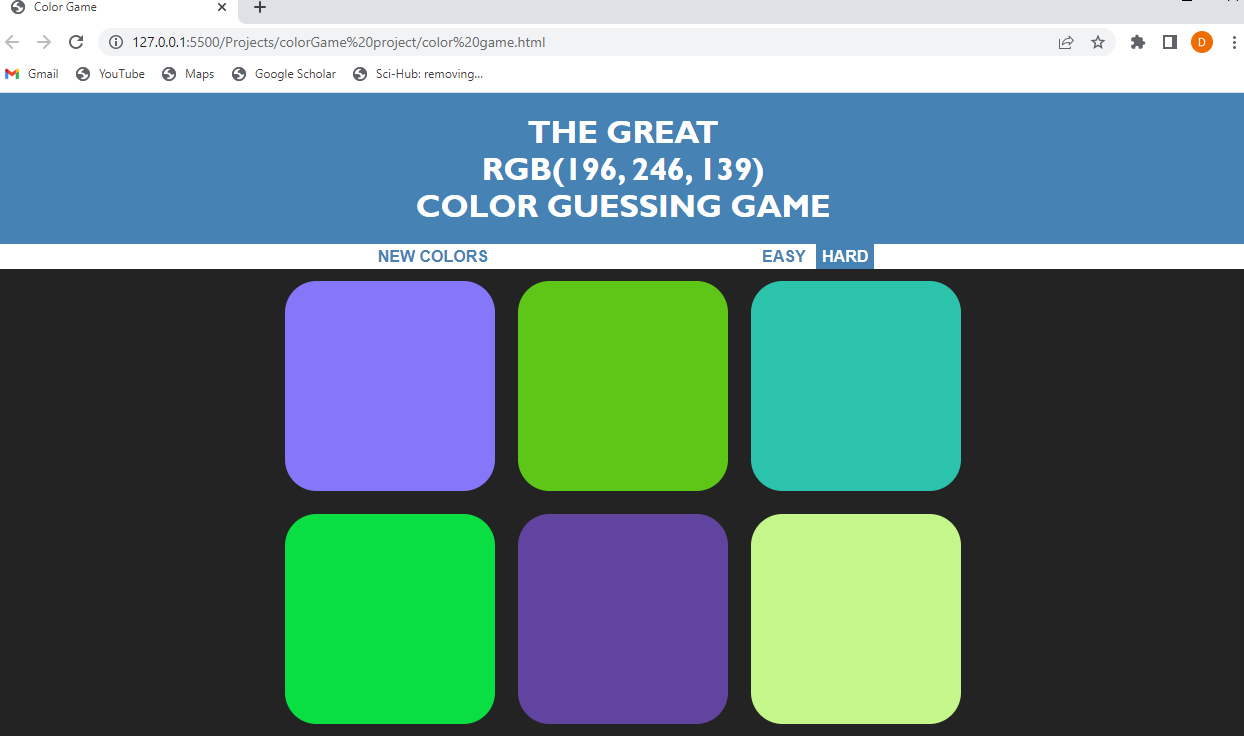 Color Game
127.0.0.1:5500/Projects/colorGame%20project/color%20game.html
D
Gmail YouTube Maps Google Scholar Sci-Hub: removing...
THE GREAT
RGB(196, 246, 139)
COLOR GUESSING GAME
NEW COLORS EASY HARD